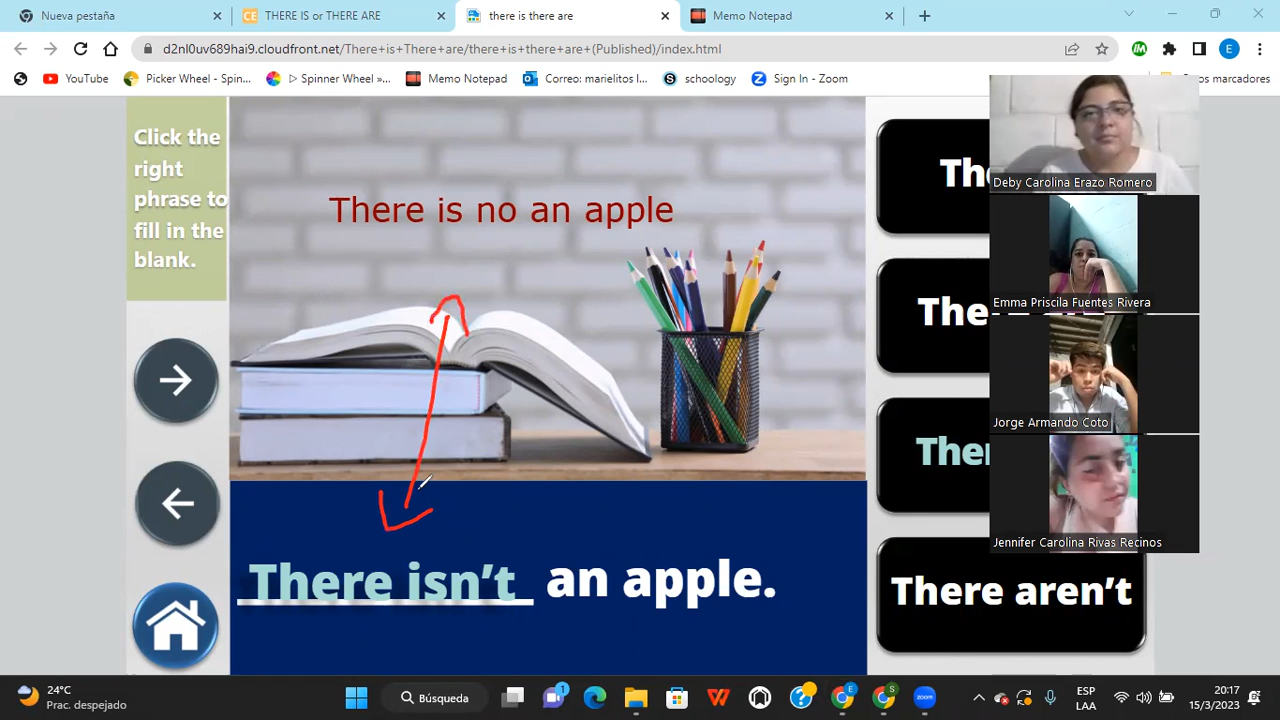 Nueva pestaña
THERE IS or THERE ARE
there is there are
Memo Notepad
d2nl0uv689hai9.cloudfront.net/There+is+There+are/there+is+there+are+(Published)/index.html
YouTube
Picker Wheel - Spin...
▷ Spinner Wheel »...
Memo Notepad
Correo: marielitos l...
schoology
Sign In - Zoom
marcadores
Click the
right
phrase to
fill in the
blank.
There is no an apple
There isn't an apple.
There aren't
Deby Carolina Erazo Romero
Emma Priscila Fuentes Rivera
Jorge Armando Coto
Jennifer Carolina Rivas Recinos
24°C
Prac. despejado
Búsqueda
ESP
LAA
20:17
15/3/2023